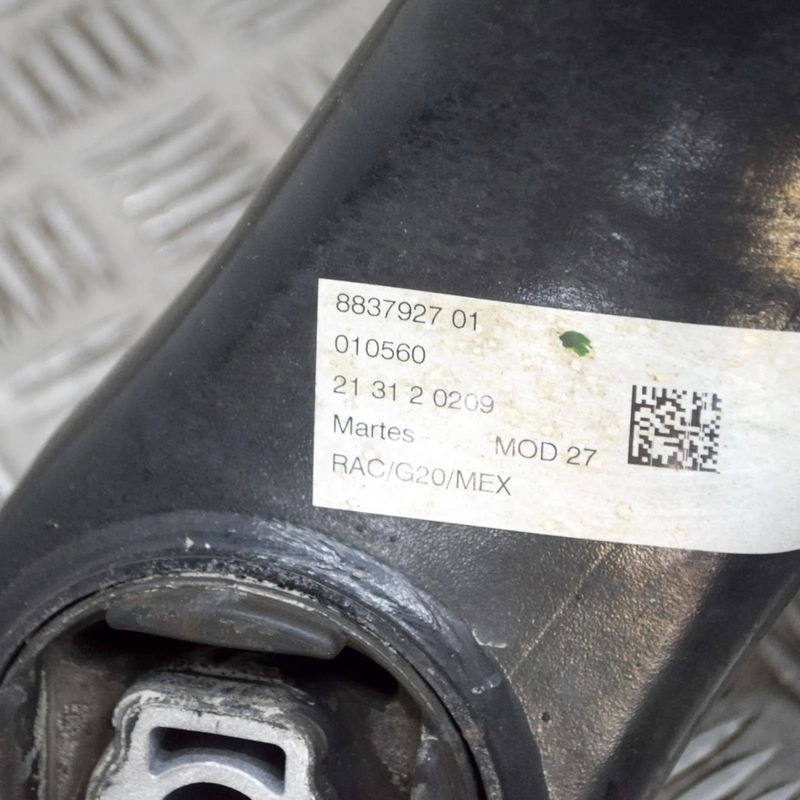 8837927 01
010560
21 31 2 0209
Martes - MOD 27
RAC/G20/MEX